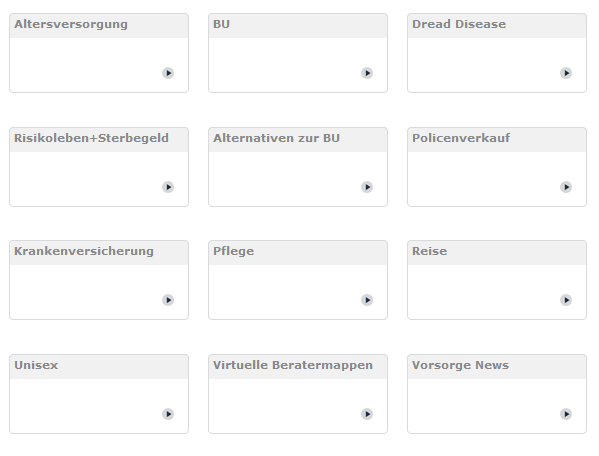 Altersversorgung
BU
Dread Disease
Risikoleben+Sterbegeld
Alternativen zur BU
Policenverkauf
Krankenversicherung
Pflege
Reise
Unisex
Virtuelle Beratermappen
Vorsorge News